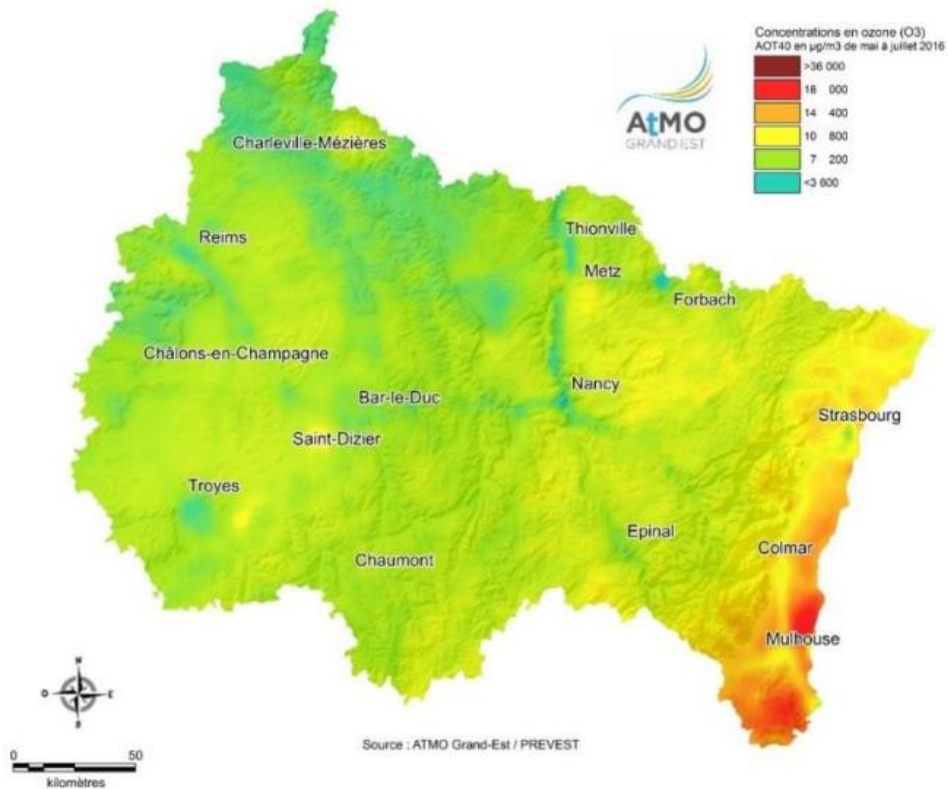 Concentrations en ozone (O3)
AOT40 en µg/m3 de mai à juillet 2016
>36 000
18 000
14 400
10 800
7 200
<3 600
AtMO
GRAND EST
Charleville-Mézières
Reims
Thionville
Metz
Forbach
Châlons-en-Champagne
Nancy
Bar-le-Duc
Strasbourg
Saint-Dizier
Troyes
Epinal
Colmar
Chaumont
Mulhouse
N
O E
S
Source : ATMO Grand-Est / PREVEST
0 50
kilomètres